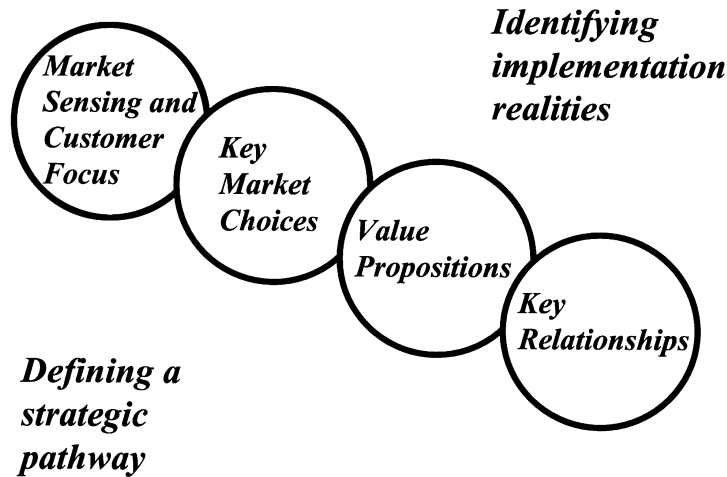 Identifying
implementation
realities
Market
Sensing and
Customer
Focus
Key
Market
Choices
Value
Propositions
Key
Relationships
Defining a
strategic
pathway